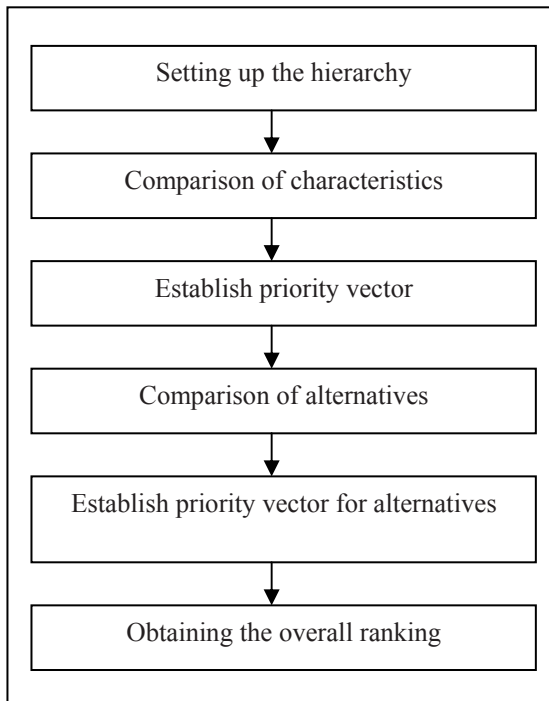 Setting up the hierarchy
Comparison of characteristics
Establish priority vector
Comparison of alternatives
Establish priority vector for alternatives
Obtaining the overall ranking